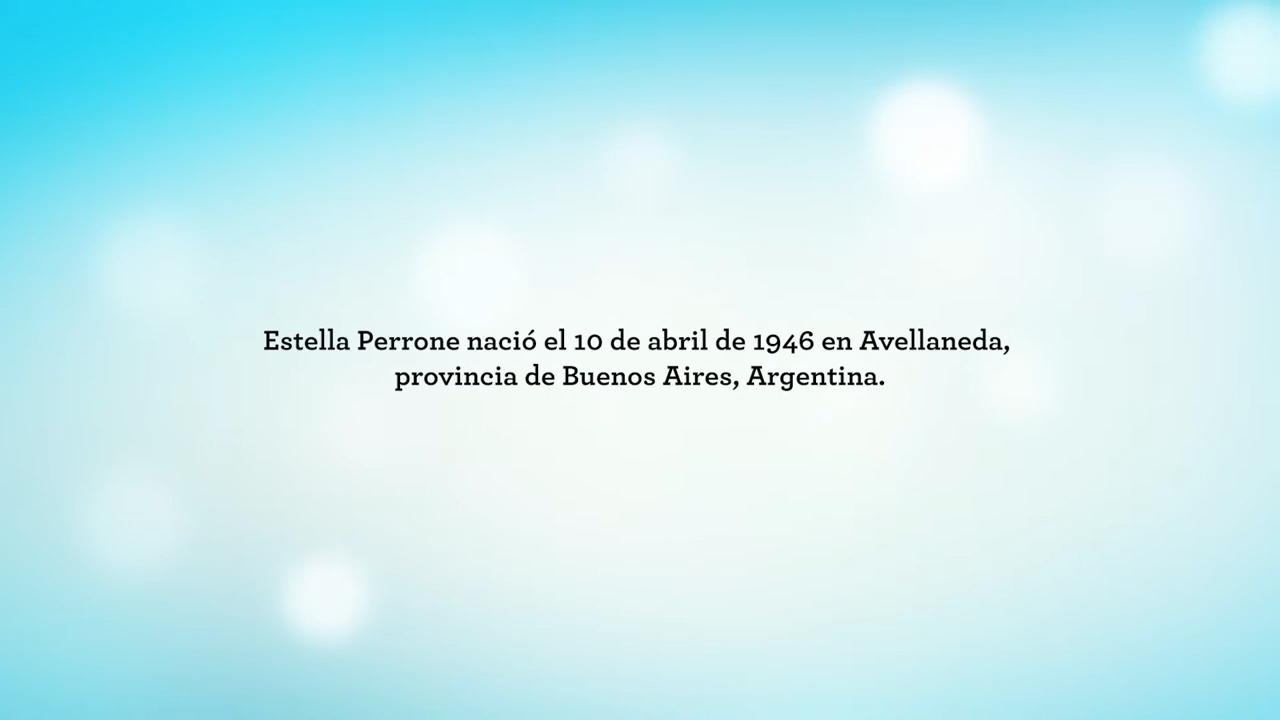 Estella Perrone nació el 10 de abril de 1946 en Avellaneda,
provincia de Buenos Aires, Argentina.